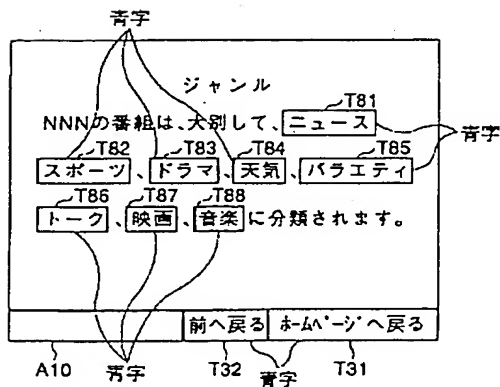 青字
ジャンル
T81
NNNの番組は、大別して、ニュース
青字
T82 T83 T84 T85
スポーツ、ドラマ、天気、バラエティ
T86 T87 T88
トーク、映画、音楽に分類されます。
前へ戻る ホームページへ戻る
A10 青字 T32 青字 T31